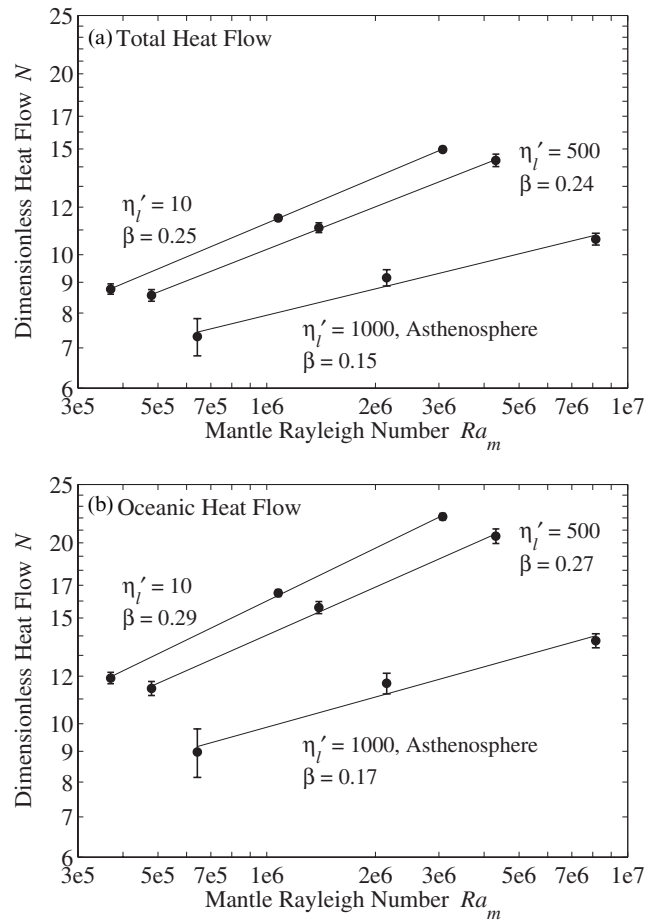 25
(a) Total Heat Flow
20
17
15
12
10
9
8
7
6
η_l′ = 500
β = 0.24
η_l′ = 10
β = 0.25
η_l′ = 1000, Asthenosphere
β = 0.15
Dimensionless Heat Flow N
3e5 5e5 7e5 1e6 2e6 3e6 5e6 1e7
Mantle Rayleigh Number Ra_m
25
(b) Oceanic Heat Flow
20
17
15
12
10
9
8
7
6
η_l′ = 500
β = 0.27
η_l′ = 10
β = 0.29
η_l′ = 1000, Asthenosphere
β = 0.17
Dimensionless Heat Flow N
3e5 5e5 7e5 1e6 2e6 3e6 5e6 1e7
Mantle Rayleigh Number Ra_m